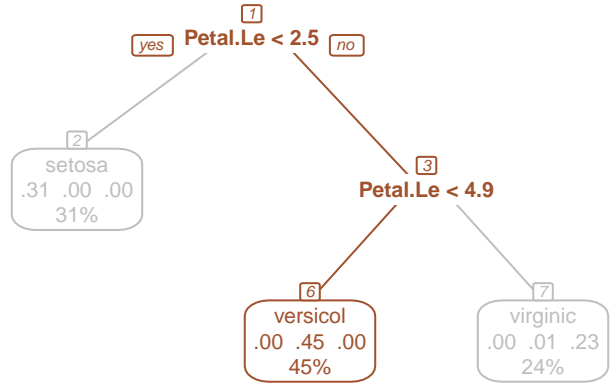 1
yes Petal.Le < 2.5 no
2
setosa
.31 .00 .00
31%
3
Petal.Le < 4.9
6
versicol
.00 .45 .00
45%
7
virginic
.00 .01 .23
24%